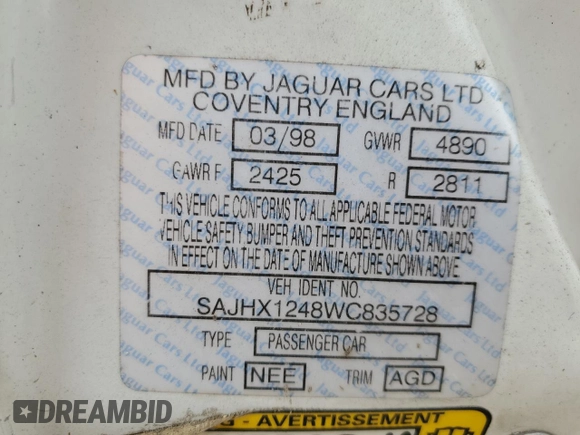 MFD BY JAGUAR CARS LTD
COVENTRY ENGLAND
MFD DATE 03/98 GVWR 4890
GAWR F 2425 R 2811
THIS VEHICLE CONFORMS TO ALL APPLICABLE FEDERAL MOTOR
VEHICLE SAFETY BUMPER AND THEFT PREVENTION STANDARDS
IN EFFECT ON THE DATE OF MANUFACTURE SHOWN ABOVE
VEH IDENT NO.
SAJHX1248WC835728
TYPE PASSENGER CAR
PAINT NEE TRIM AGD
- AVERTISSEMENT
DREAMBID